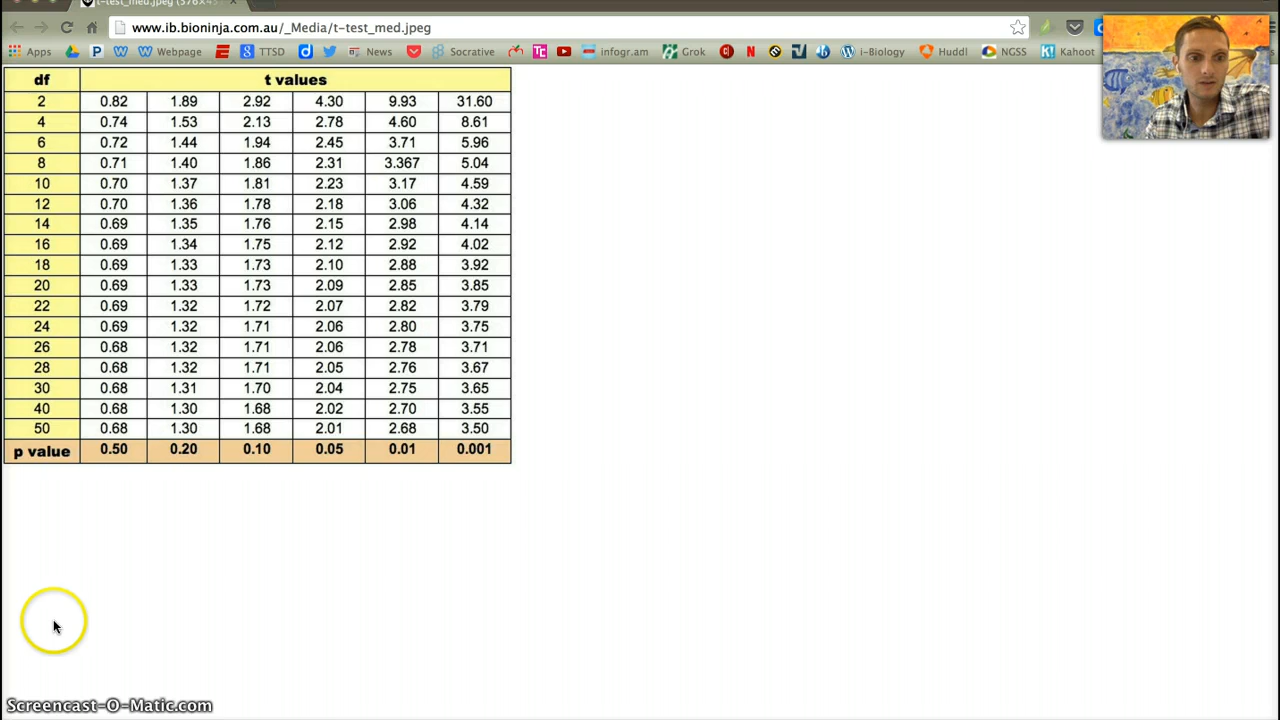 t-test_med.jpeg (576×4
www.ib.bioninja.com.au/_Media/t-test_med.jpeg
Apps P Webpage TTSD News Socrative TC infogr.am Grok N i-Biology Huddl NGSS K! Kahoot
df t values
2 0.82 1.89 2.92 4.30 9.93 31.60
4 0.74 1.53 2.13 2.78 4.60 8.61
6 0.72 1.44 1.94 2.45 3.71 5.96
8 0.71 1.40 1.86 2.31 3.367 5.04
10 0.70 1.37 1.81 2.23 3.17 4.59
12 0.70 1.36 1.78 2.18 3.06 4.32
14 0.69 1.35 1.76 2.15 2.98 4.14
16 0.69 1.34 1.75 2.12 2.92 4.02
18 0.69 1.33 1.73 2.10 2.88 3.92
20 0.69 1.33 1.73 2.09 2.85 3.85
22 0.69 1.32 1.72 2.07 2.82 3.79
24 0.69 1.32 1.71 2.06 2.80 3.75
26 0.68 1.32 1.71 2.06 2.78 3.71
28 0.68 1.32 1.71 2.05 2.76 3.67
30 0.68 1.31 1.70 2.04 2.75 3.65
40 0.68 1.30 1.68 2.02 2.70 3.55
50 0.68 1.30 1.68 2.01 2.68 3.50
p value 0.50 0.20 0.10 0.05 0.01 0.001
Screencast-O-Matic.com